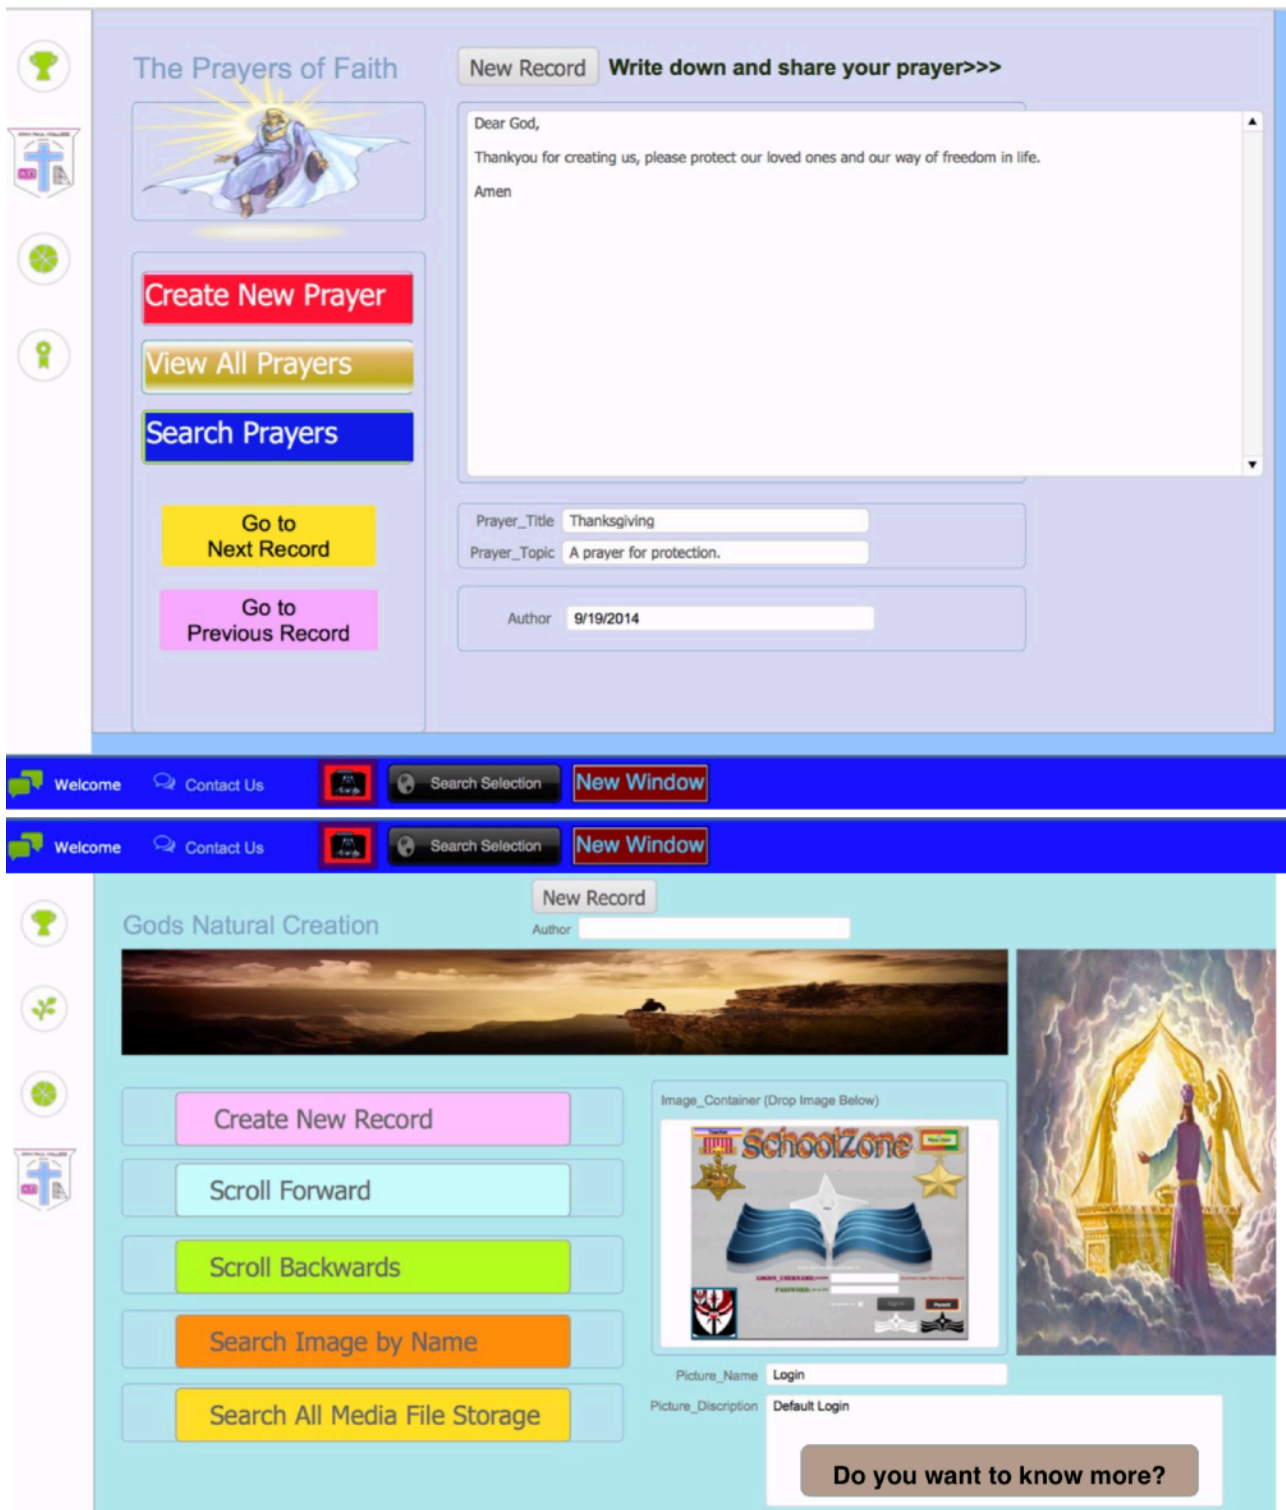 The Prayers of Faith
New Record
Write down and share your prayer>>>
Dear God,
Thankyou for creating us, please protect our loved ones and our way of freedom in life.
Amen
Create New Prayer
View All Prayers
Search Prayers
Go to
Next Record
Go to
Previous Record
Prayer_Title
Thanksgiving
Prayer_Topic
A prayer for protection.
Author
9/19/2014
Welcome
Contact Us
Search Selection
New Window
Welcome
Contact Us
Search Selection
New Window
New Record
Gods Natural Creation
Author
Create New Record
Scroll Forward
Scroll Backwards
Search Image by Name
Search All Media File Storage
Image_Container (Drop Image Below)
SchoolZone
PASSWORD
Picture_Name
Login
Picture_Discription
Default Login
Do you want to know more?